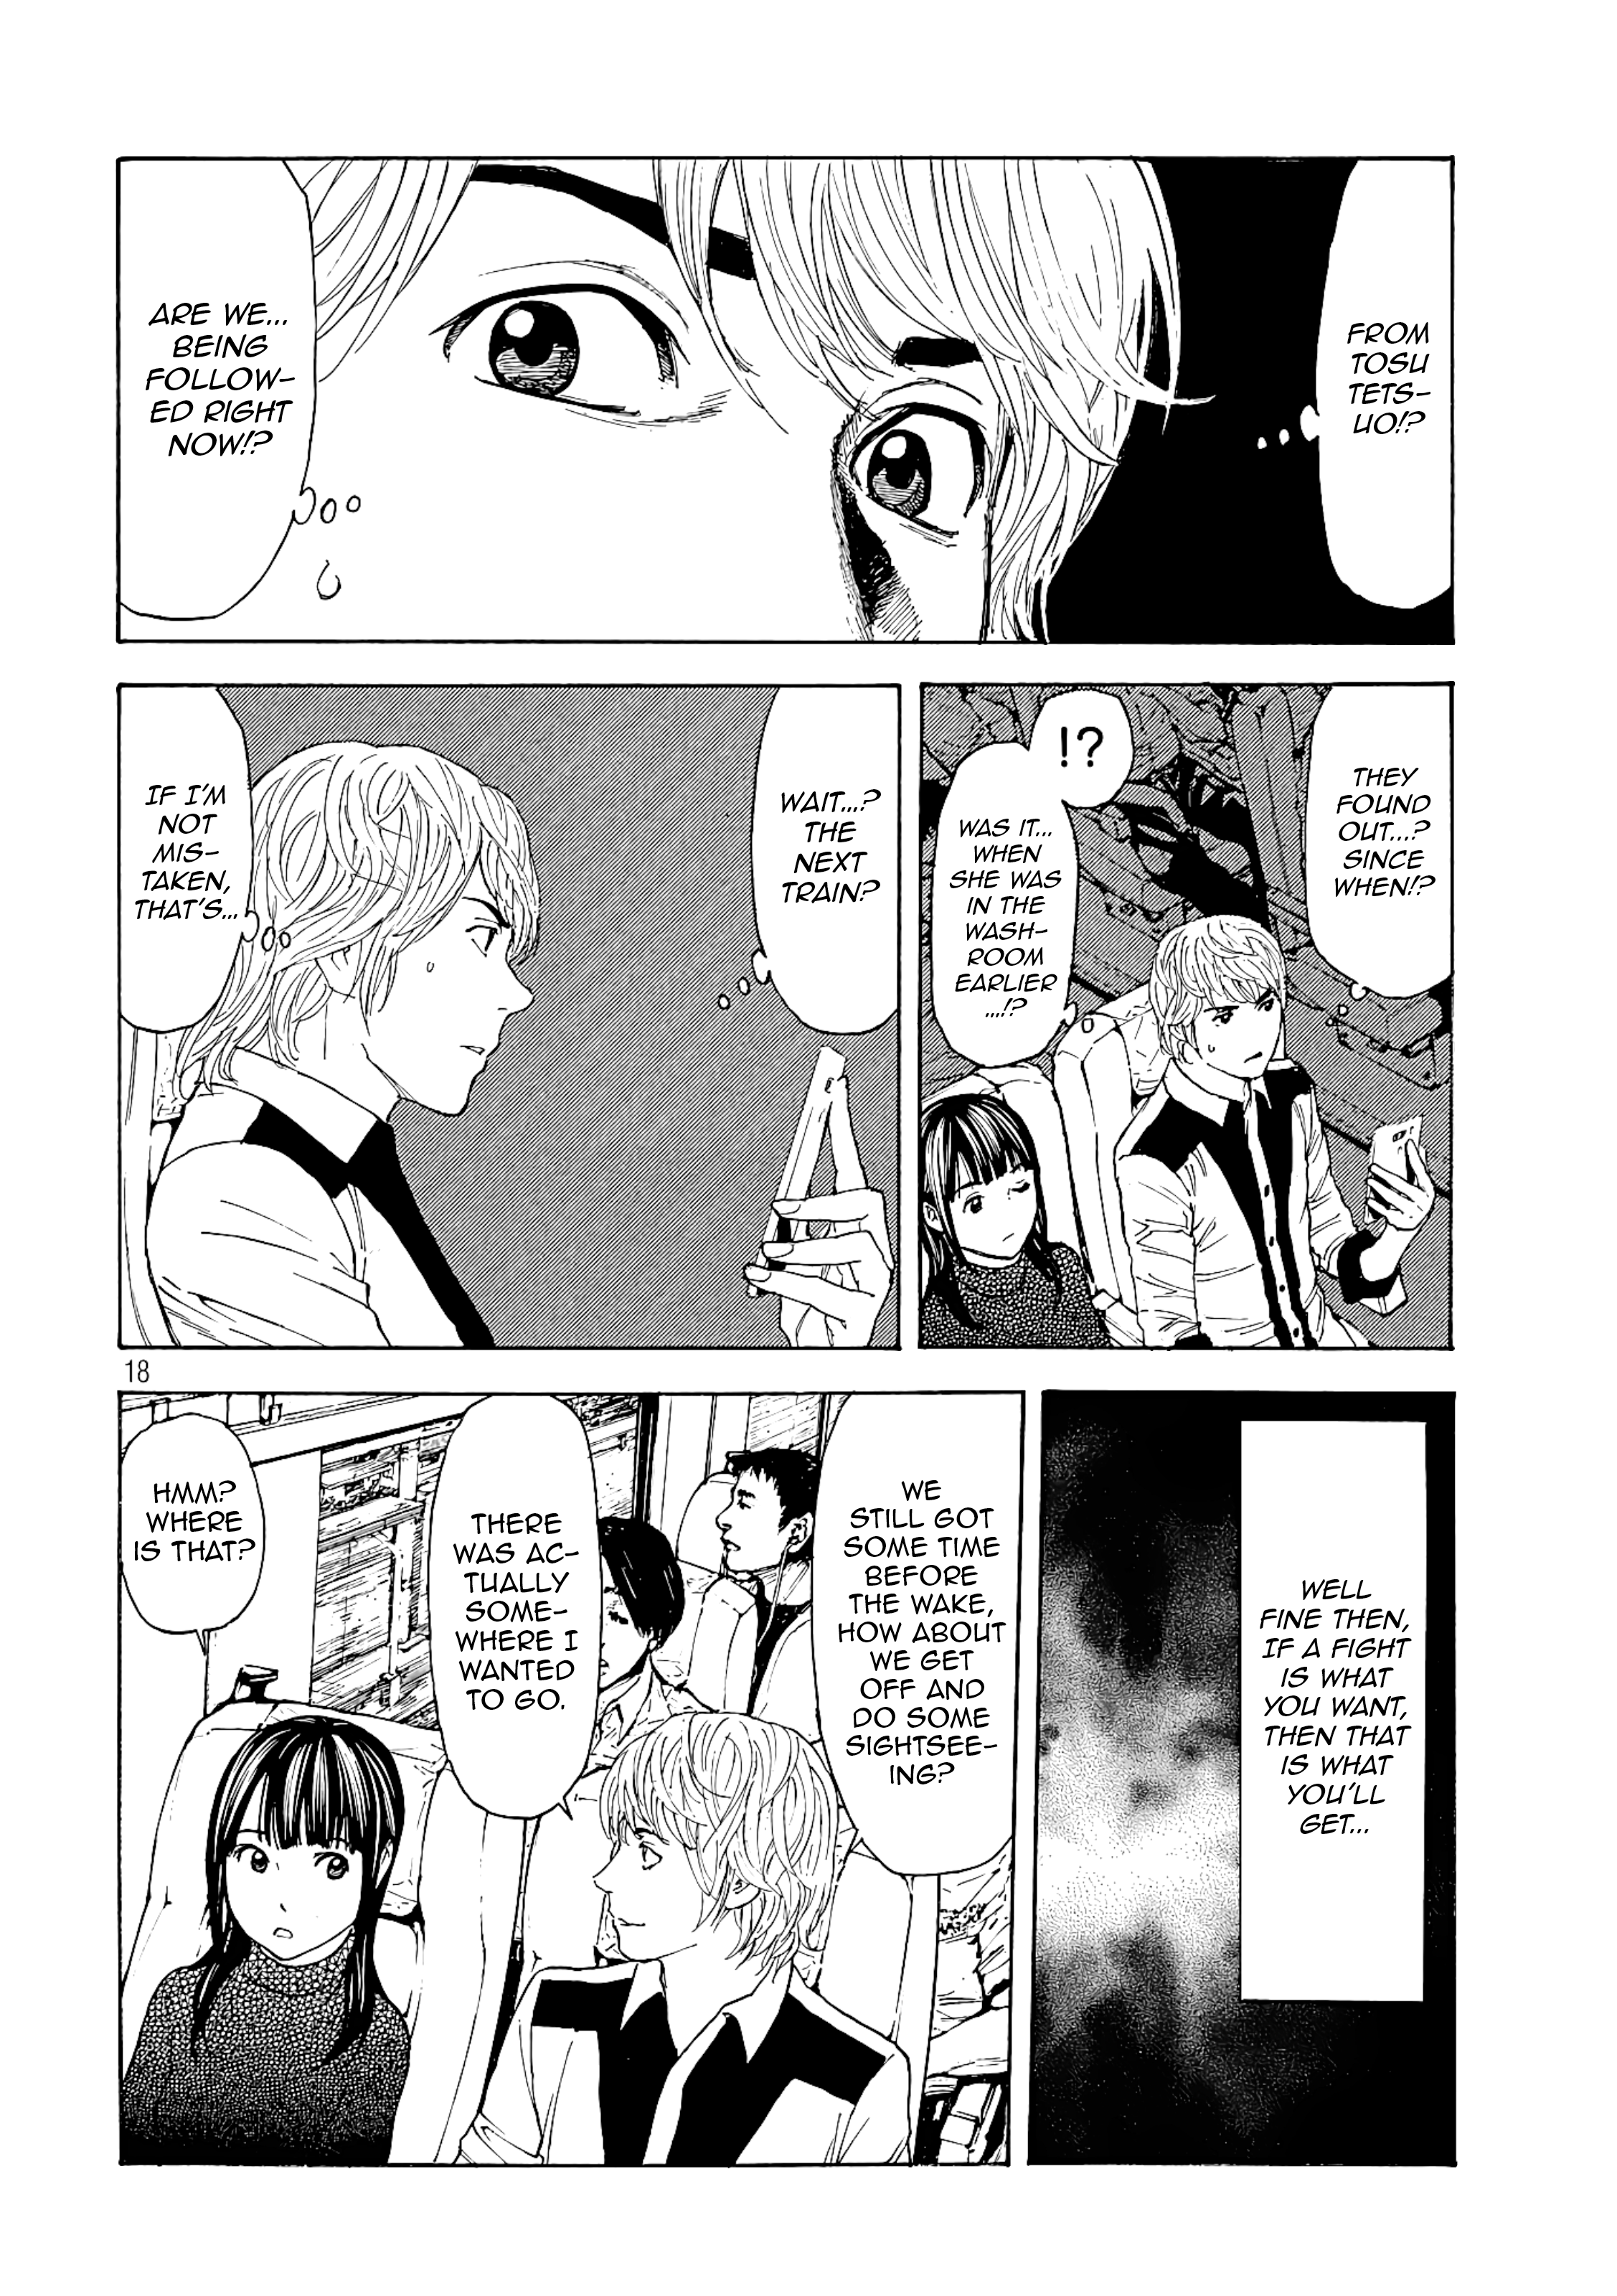 FROM
TOSU
TETS-
UO!?
ARE WE...
BEING
FOLLOW-
ED RIGHT
NOW!?
THEY
FOUND
OUT...?
SINCE
WHEN!?
!?
WAS IT...
WHEN
SHE WAS
IN THE
WASH-
ROOM
EARLIER
...!?
WAIT...?
THE
NEXT
TRAIN?
IF I'M
NOT
MIS-
TAKEN,
THAT'S...
18
WELL
FINE THEN,
IF A FIGHT
IS WHAT
YOU WANT,
THEN THAT
IS WHAT
YOU'LL
GET...
WE
STILL GOT
SOME TIME
BEFORE
THE WAKE,
HOW ABOUT
WE GET
OFF AND
DO SOME
SIGHTSEE-
ING?
THERE
WAS AC-
TUALLY
SOME-
WHERE I
WANTED
TO GO.
HMM?
WHERE
IS THAT?